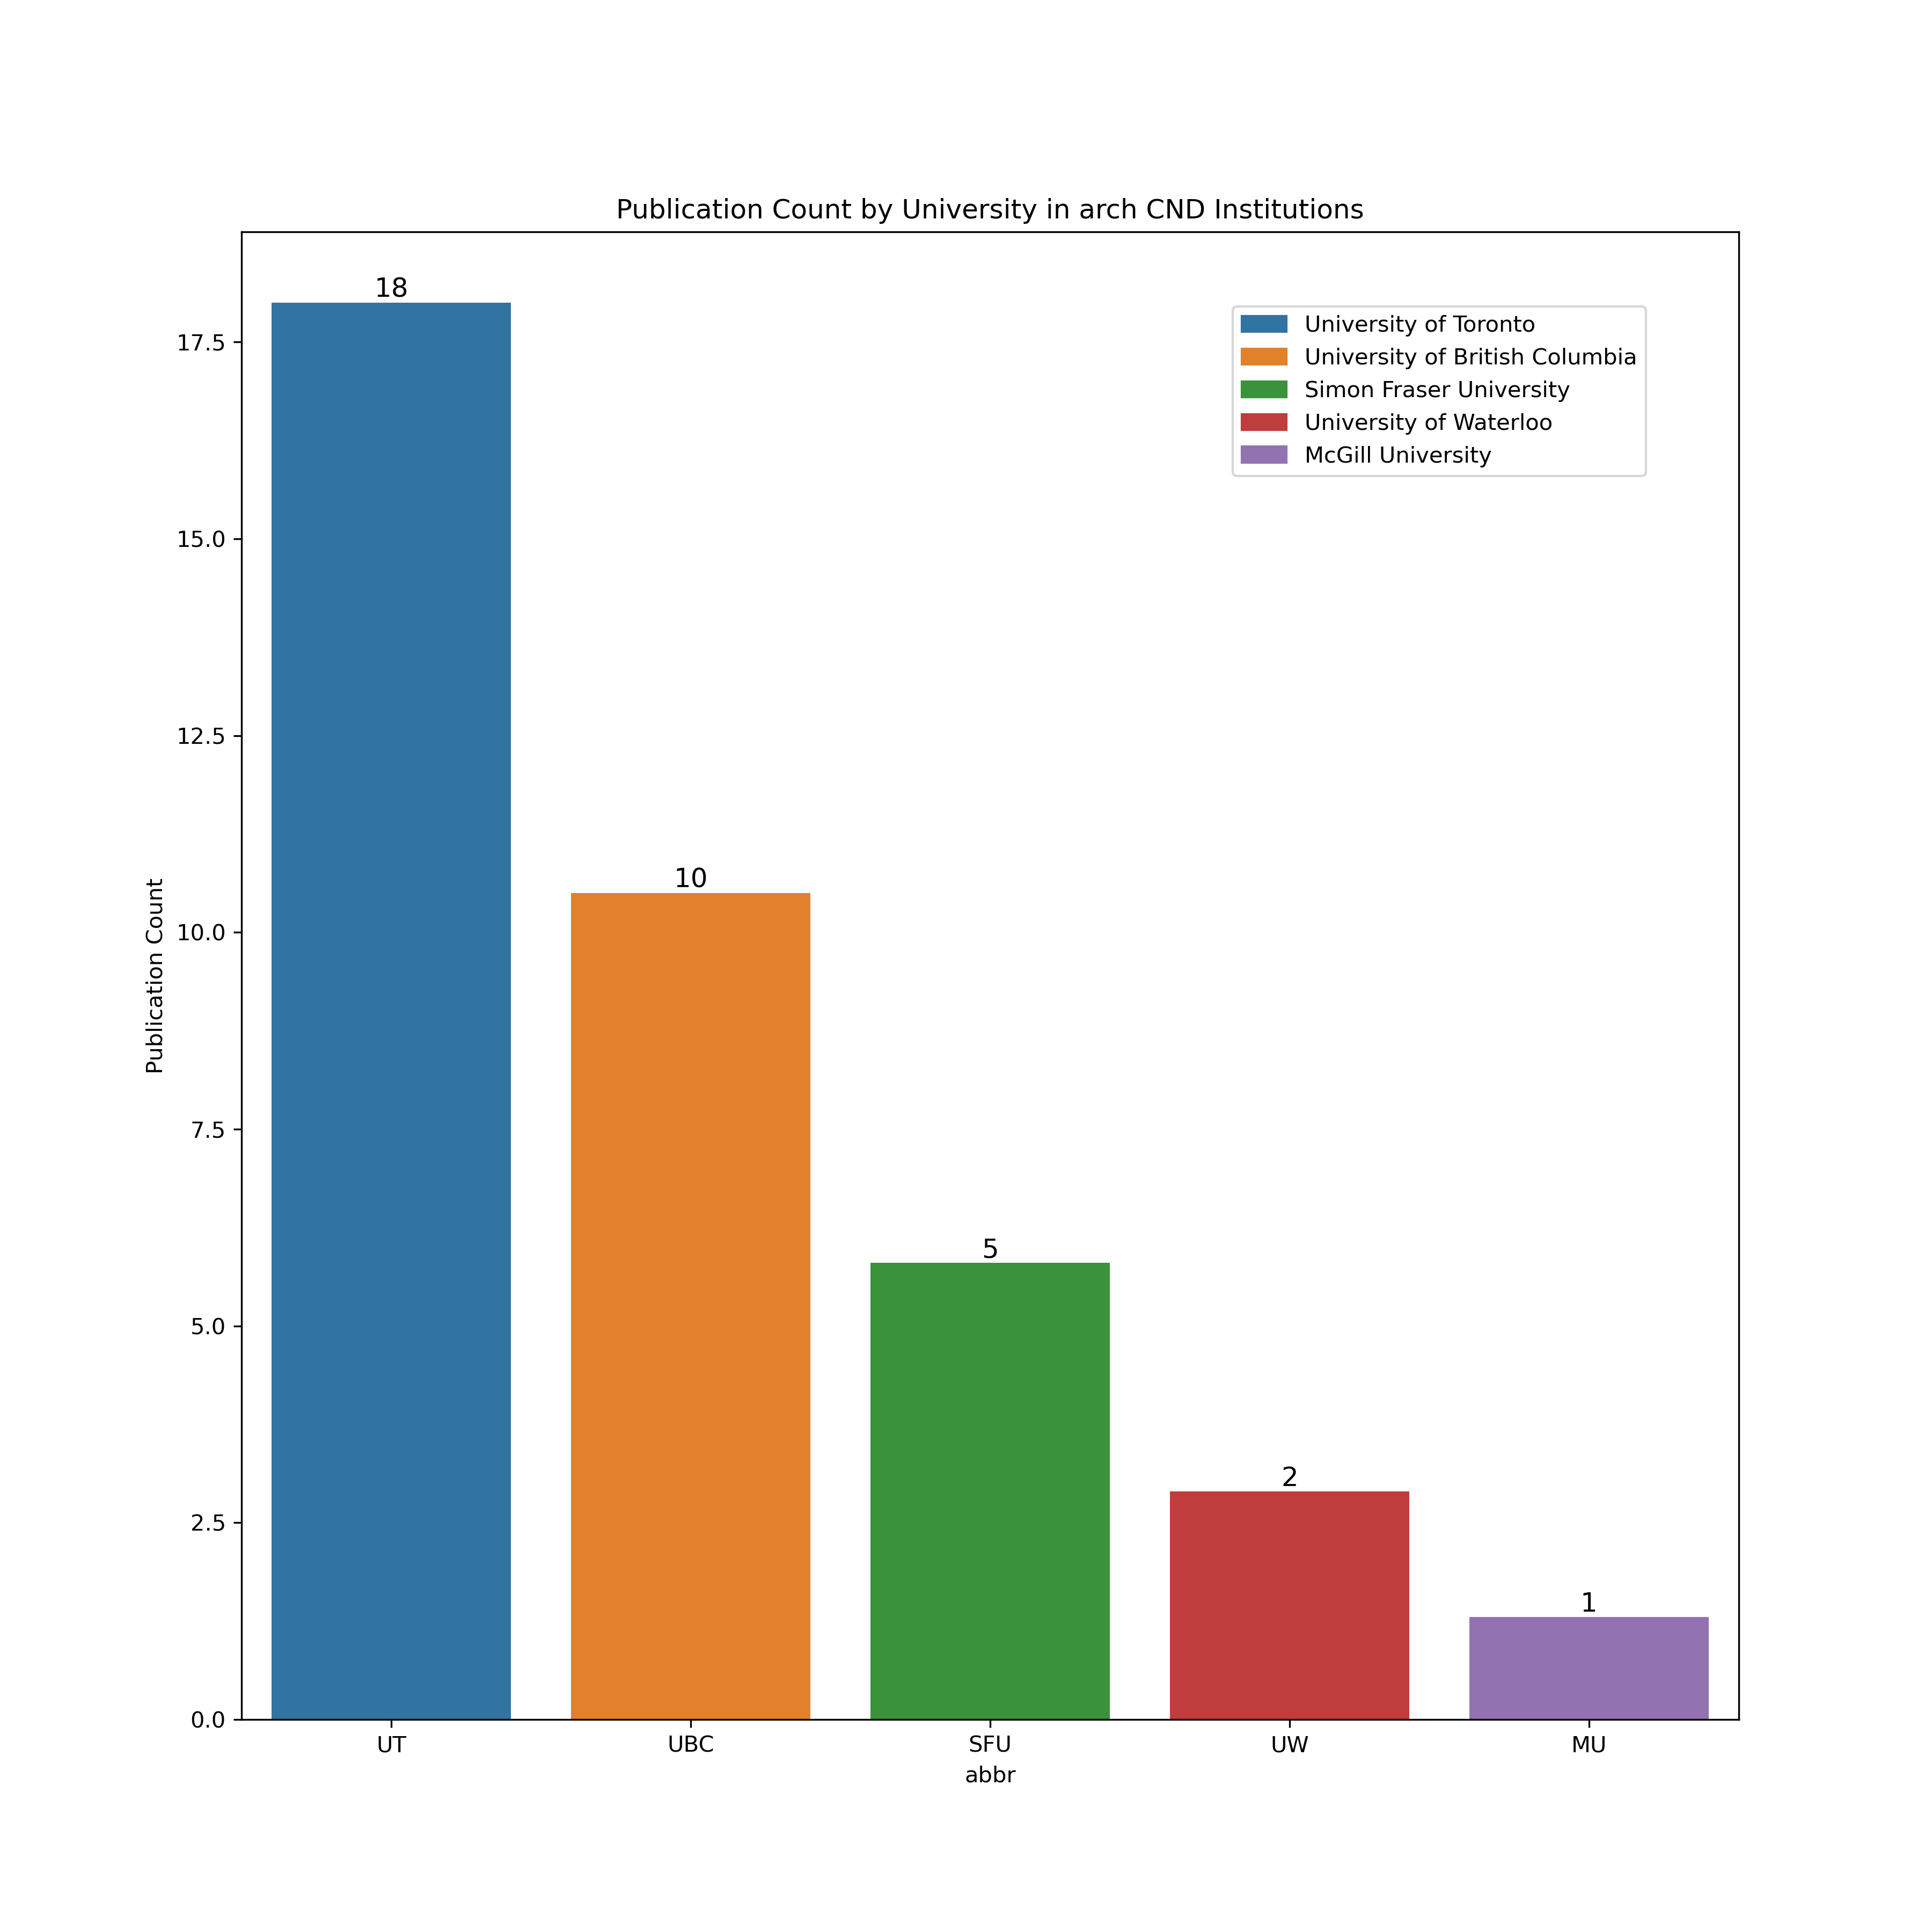 Publication Count by University in arch CND Institutions
18
University of Toronto
University of British Columbia
Simon Fraser University
University of Waterloo
McGill University
17.5
15.0
12.5
10
10.0
Publication Count
7.5
5
5.0
2
2.5
1
0.0
UT UBC SFU UW MU
abbr